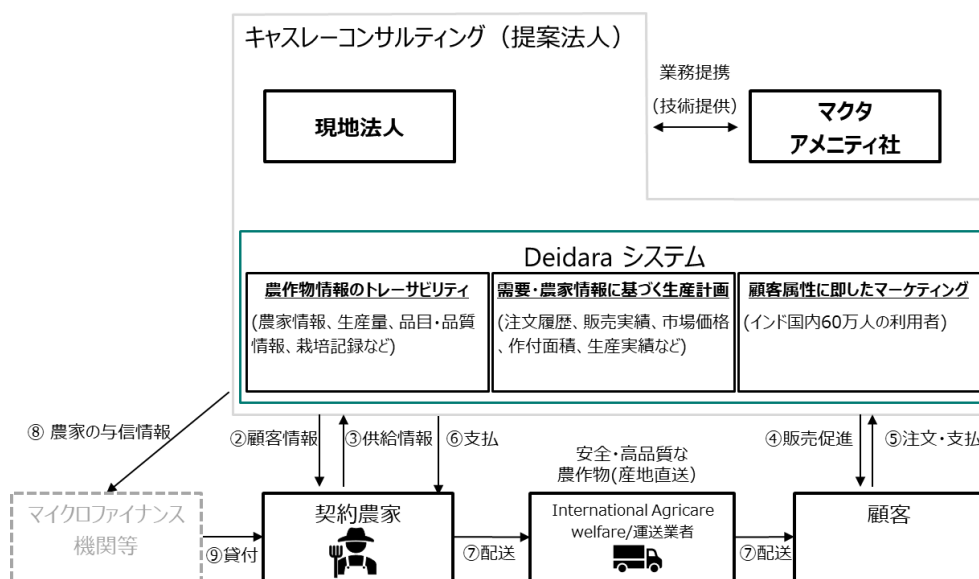 キャスレーコンサルティング（提案法人）
現地法人
業務提携
(技術提供)
マクタ
アメニティ社
Deidara システム
農作物情報のトレーサビリティ
(農家情報、生産量、品目・品質
情報、栽培記録など)
需要・農家情報に基づく生産計画
(注文履歴、販売実績、市場価格
、作付面積、生産実績など)
顧客属性に即したマーケティング
(インド国内60万人の利用者)
⑧ 農家の与信情報
②顧客情報
③供給情報
⑥支払
安全・高品質な
農作物(産地直送)
④販売促進
⑤注文・支払
マイクロファイナンス
機関等
⑨貸付
契約農家
⑦配送
International Agricare
welfare/運送業者
⑦配送
顧客